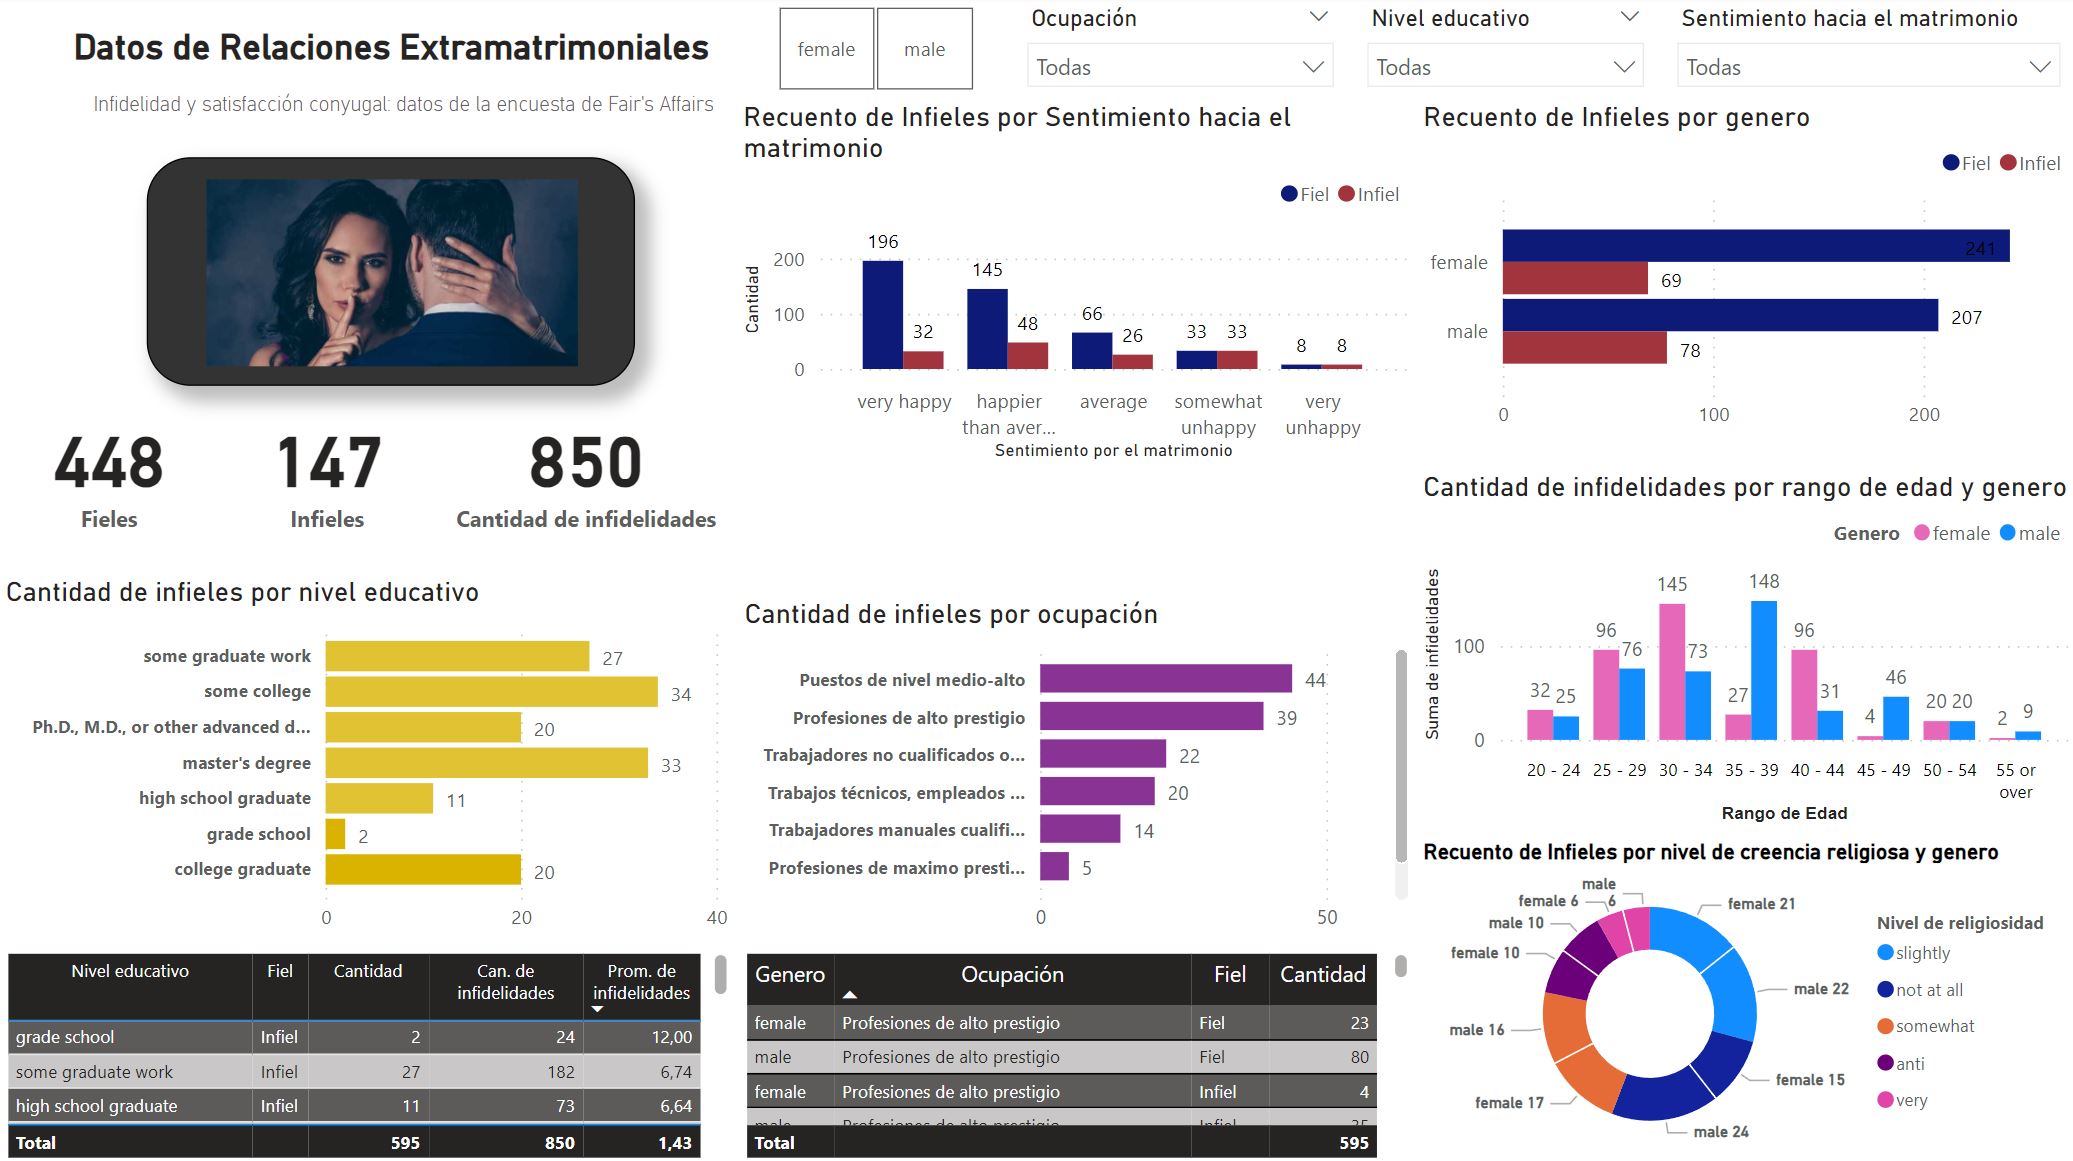 Datos de Relaciones Extramatrimoniales
Infidelidad y satisfacción conyugal: datos de la encuesta de Fair's Affairs
female male
Ocupación
Todas
Nivel educativo
Todas
Sentimiento hacia el matrimonio
Todas
448
Fieles
147
Infieles
850
Cantidad de infidelidades
Recuento de Infieles por Sentimiento hacia el
matrimonio
Fiel Infiel
Cantidad
200
100
0
196 32
145 48
66 26
33 33
8 8
very happy
happier
than aver...
average
somewhat
unhappy
very
unhappy
Sentimiento por el matrimonio
Recuento de Infieles por genero
Fiel Infiel
female 241
69
male 207
78
0 100 200
Cantidad de infidelidades por rango de edad y genero
Genero female male
Suma de infidelidades
100
0
32 25
96 76
145 73
27 148
96 31
4 46
20 20
2 9
20 - 24 25 - 29 30 - 34 35 - 39 40 - 44 45 - 49 50 - 54 55 or
over
Rango de Edad
Cantidad de infieles por nivel educativo
some graduate work 27
some college 34
Ph.D., M.D., or other advanced d... 20
master's degree 33
high school graduate 11
grade school 2
college graduate 20
0 20 40
Cantidad de infieles por ocupación
Puestos de nivel medio-alto 44
Profesiones de alto prestigio 39
Trabajadores no cualificados o... 22
Trabajos técnicos, empleados ... 20
Trabajadores manuales cualifi... 14
Profesiones de maximo presti... 5
0 50
Recuento de Infieles por nivel de creencia religiosa y genero
female 21
male 22
female 15
male 24
female 17
male 16
female 10
male 10
female 6
male
6
Nivel de religiosidad
slightly
not at all
somewhat
anti
very
Nivel educativo Fiel Cantidad Can. de
infidelidades Prom. de
infidelidades
grade school Infiel 2 24 12,00
some graduate work Infiel 27 182 6,74
high school graduate Infiel 11 73 6,64
Total 595 850 1,43
Genero Ocupación Fiel Cantidad
female Profesiones de alto prestigio Fiel 23
male Profesiones de alto prestigio Fiel 80
female Profesiones de alto prestigio Infiel 4
male Profesiones de alto prestigio Infiel 35
Total 595